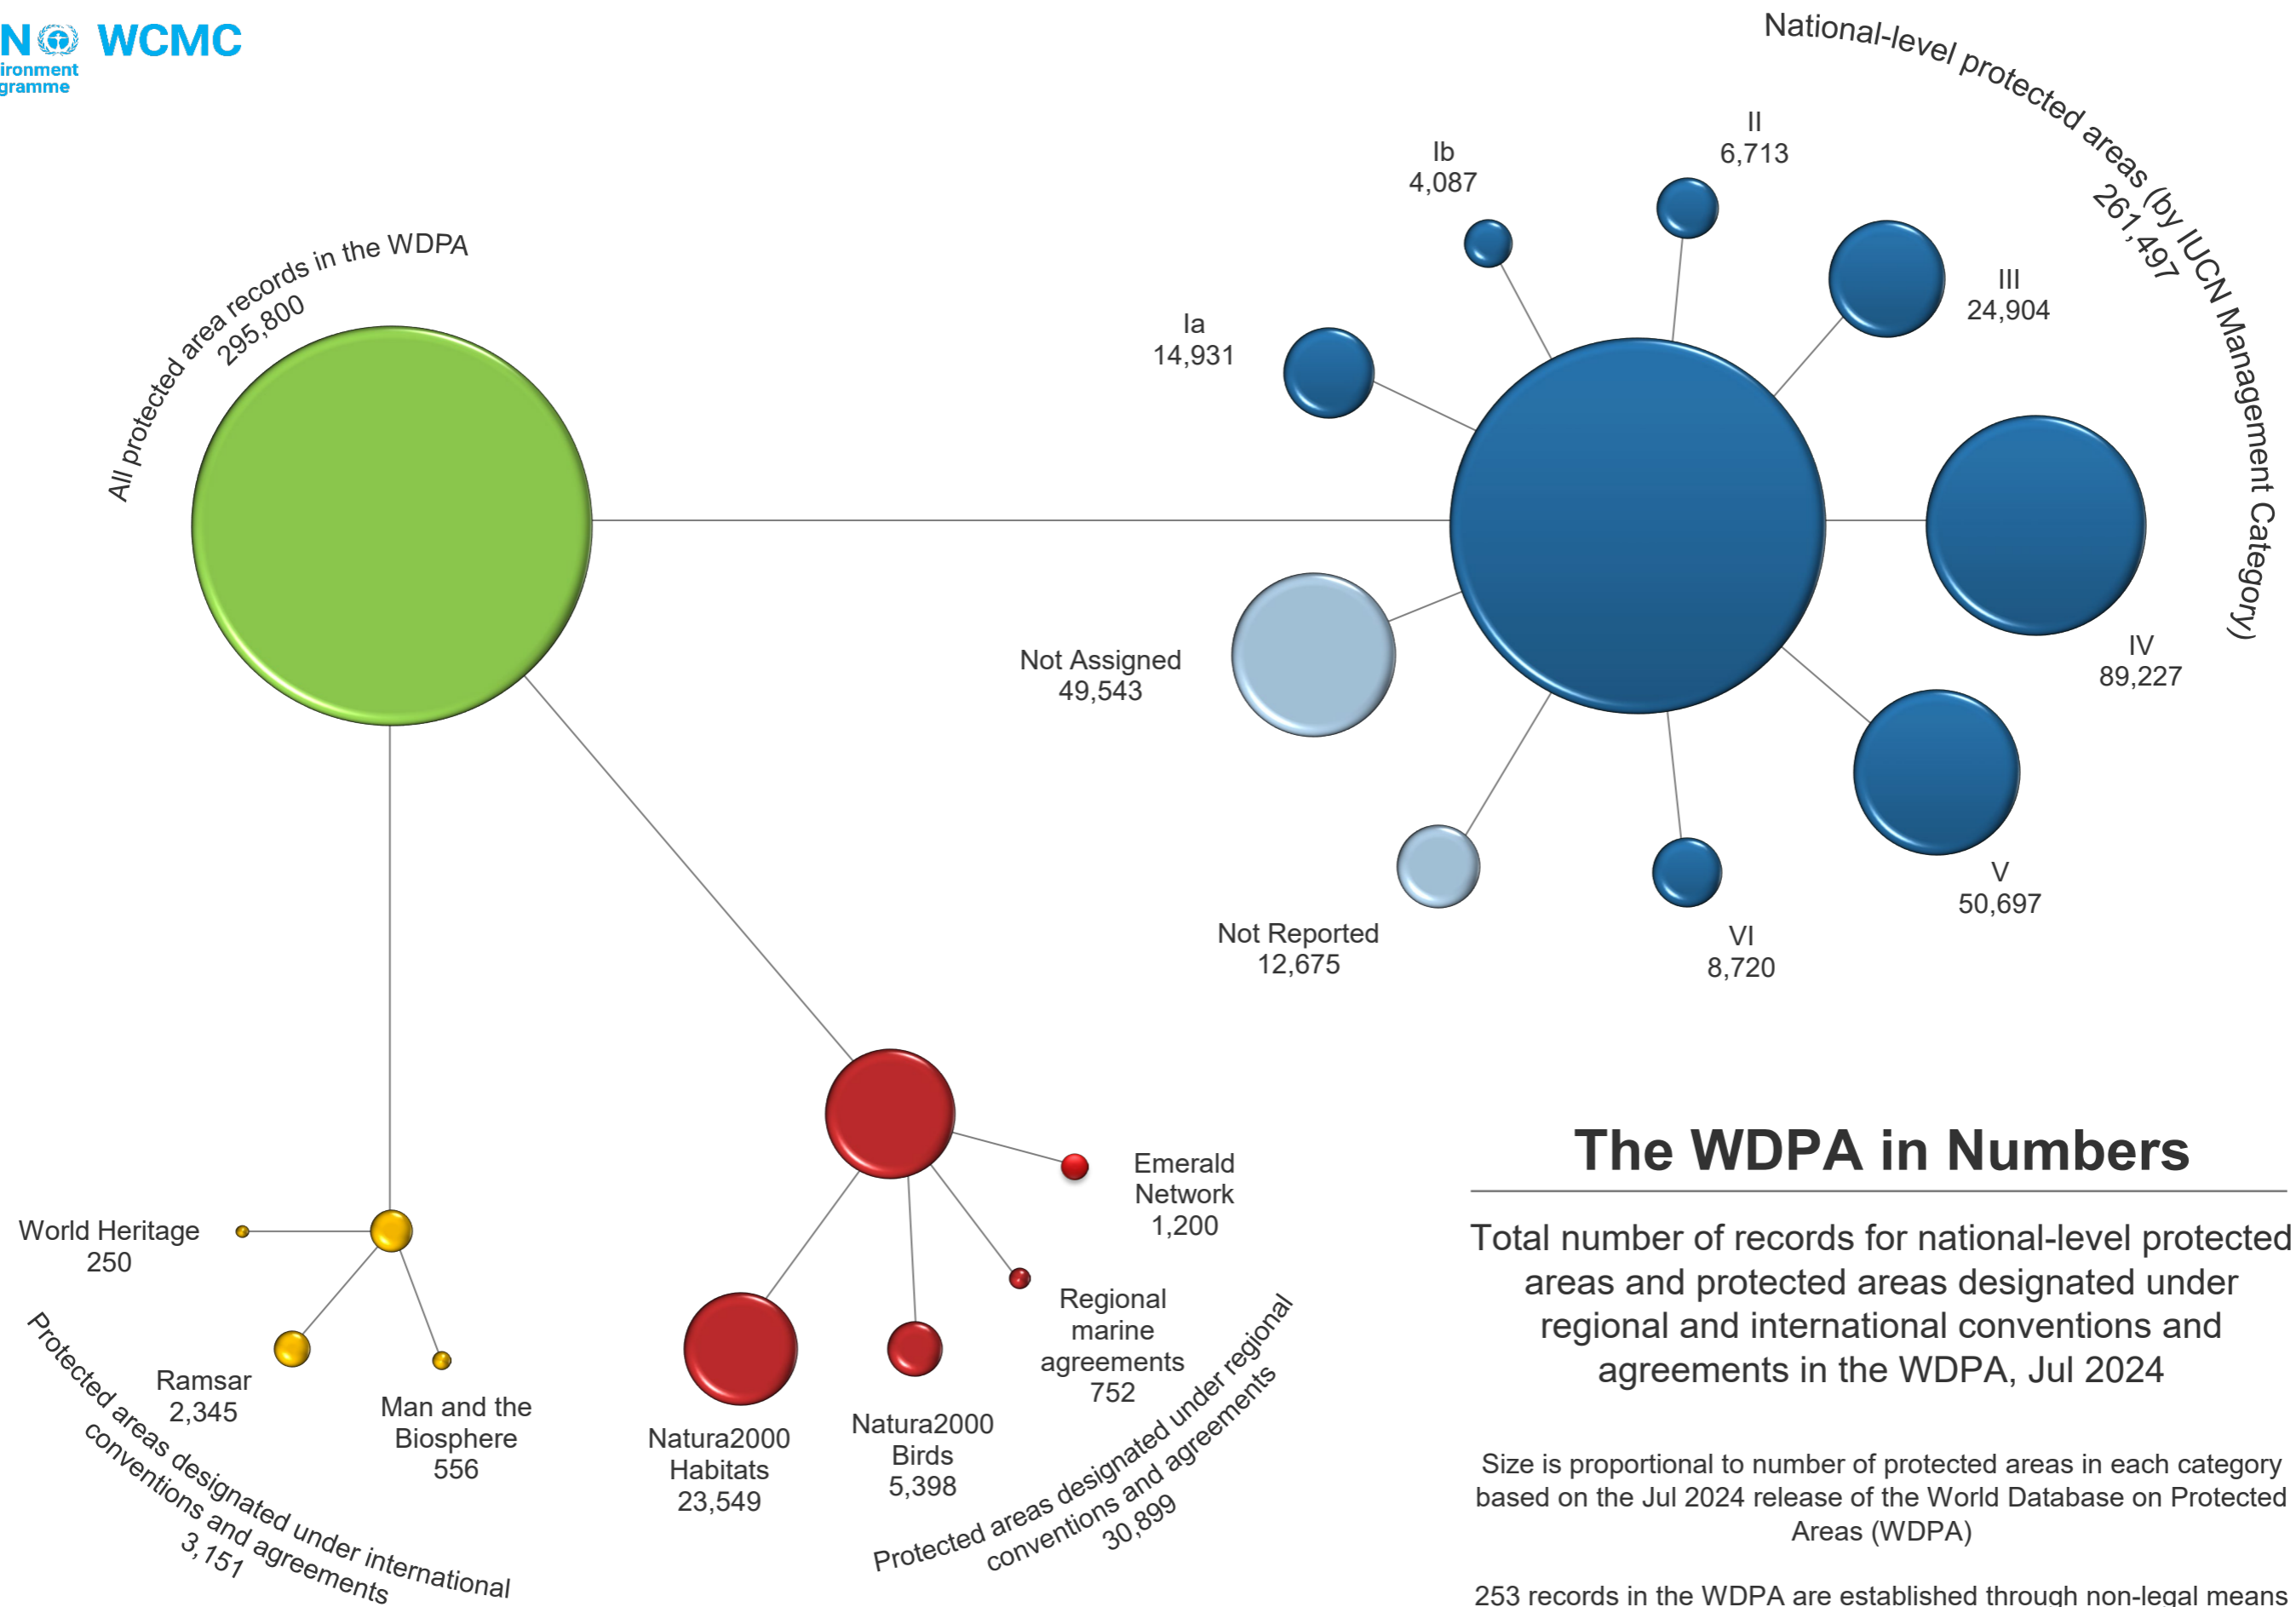 WCMC
All protected area records in the WDPA
295,800
National-level protected areas (by IUCN Management Category)
261,497
Ia
14,931
Ib
4,087
II
6,713
III
24,904
IV
89,227
V
50,697
VI
8,720
Not Reported
12,675
Not Assigned
49,543
World Heritage
250
Ramsar
2,345
Man and the
Biosphere
556
Protected areas designated under international
conventions and agreements
3,151
Natura2000
Habitats
23,549
Natura2000
Birds
5,398
Regional
marine
agreements
752
Emerald
Network
1,200
Protected areas designated under regional
conventions and agreements
30,899
The WDPA in Numbers
Total number of records for national-level protected
areas and protected areas designated under
regional and international conventions and
agreements in the WDPA, Jul 2024
Size is proportional to number of protected areas in each category
based on the Jul 2024 release of the World Database on Protected
Areas (WDPA)
253 records in the WDPA are established through non-legal means